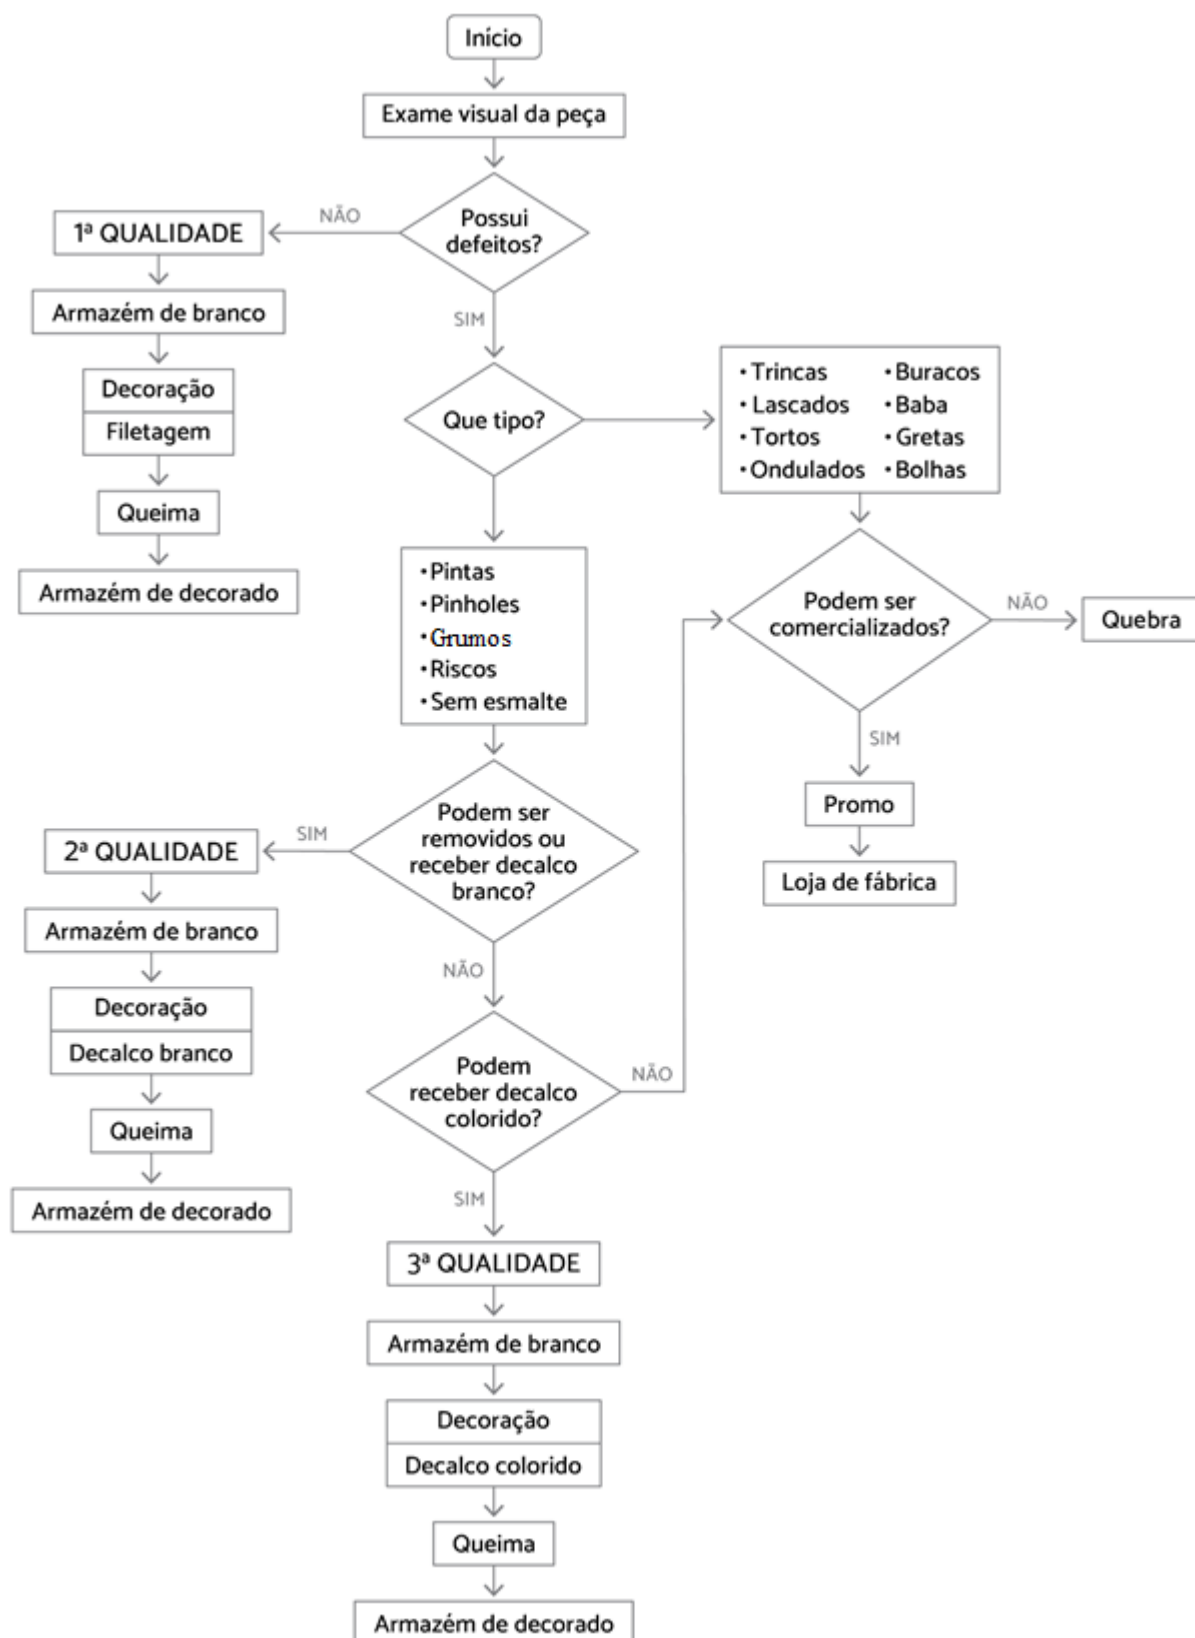 Início
Exame visual da peça
Possui
defeitos?
NÃO
1ª QUALIDADE
Armazém de branco
Decoração
Filetagem
Queima
Armazém de decorado
SIM
Que tipo?
• Trincas
• Lascados
• Tortos
• Ondulados
• Buracos
• Baba
• Gretas
• Bolhas
Podem ser
comercializados?
NÃO
Quebra
SIM
Promo
Loja de fábrica
• Pintas
• Pinholes
• Grumos
• Riscos
• Sem esmalte
Podem ser
removidos ou
receber decalco
branco?
SIM
2ª QUALIDADE
Armazém de branco
Decoração
Decalco branco
Queima
Armazém de decorado
NÃO
Podem
receber decalco
colorido?
NÃO
SIM
3ª QUALIDADE
Armazém de branco
Decoração
Decalco colorido
Queima
Armazém de decorado